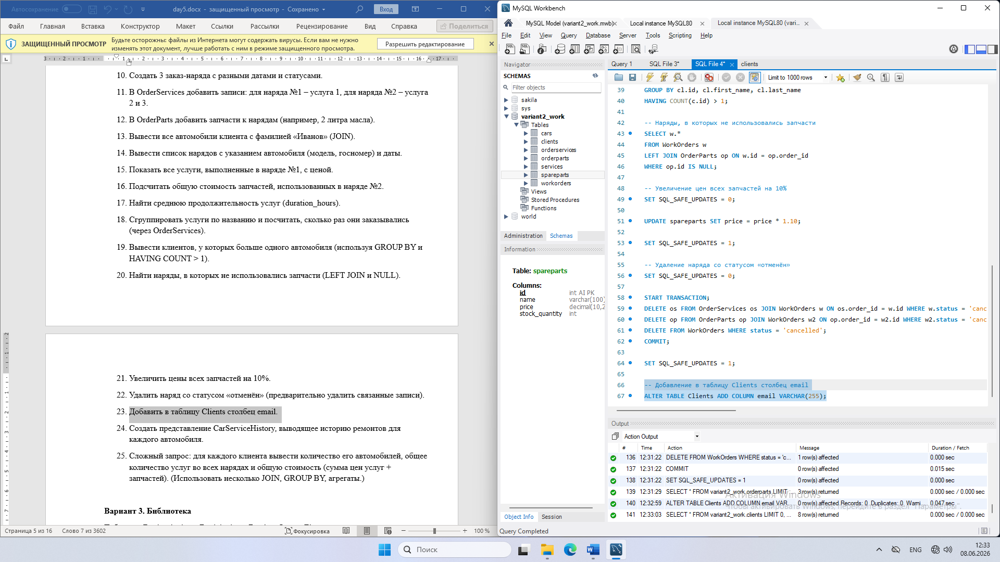 Автосохранение
day5.docx - защищенный просмотр - Сохранено
Вход
Файл Главная Вставка Конструктор Макет Ссылки Рассылки Рецензирование Вид Справка Поделиться
ЗАЩИЩЕННЫЙ ПРОСМОТР
Будьте осторожны: файлы из Интернета могут содержать вирусы. Если вам не нужно
изменять этот документ, лучше работать с ним в режиме защищенного просмотра.
Разрешить редактирование
10. Создать 3 заказ-наряда с разными датами и статусами.
11. В OrderServices добавить записи: для наряда №1 – услуга 1, для наряда №2 – услуга
2 и 3.
12. В OrderParts добавить запчасти к нарядам (например, 2 литра масла).
13. Вывести все автомобили клиента с фамилией «Иванов» (JOIN).
14. Вывести список нарядов с указанием автомобиля (модель, госномер) и даты.
15. Показать все услуги, выполненные в наряде №1, с ценой.
16. Подсчитать общую стоимость запчастей, использованных в наряде №2.
17. Найти среднюю продолжительность услуг (duration_hours).
18. Сгруппировать услуги по названию и посчитать, сколько раз они заказывались
(через OrderServices).
19. Вывести клиентов, у которых больше одного автомобиля (используя GROUP BY и
HAVING COUNT > 1).
20. Найти наряды, в которых не использовались запчасти (LEFT JOIN и NULL).
21. Увеличить цены всех запчастей на 10%.
22. Удалить наряд со статусом «отменён» (предварительно удалить связанные записи).
23. Добавить в таблицу Clients столбец email.
24. Создать представление CarServiceHistory, выводящее историю ремонтов для
каждого автомобиля.
25. Сложный запрос: для каждого клиента вывести количество его автомобилей, общее
количество услуг во всех нарядах и общую стоимость (сумма цен услуг +
запчастей). (Использовать несколько JOIN, GROUP BY, агрегаты.)
Вариант 3. Библиотека
Страница 5 из 16 Слово 7 из 3602 Фокусировка 100 %
MySQL Workbench
MySQL Model (variant2_work.mwb) Local instance MySQL80 Local instance MySQL80 (vari...
File Edit View Query Database Server Tools Scripting Help
Navigator
SCHEMAS
Filter objects
sakila
sys
variant2_work
Tables
cars
clients
orderservices
orderparts
services
spareparts
workorders
Views
Stored Procedures
Functions
world
Administration Schemas
Information
Table: spareparts
Columns:
id int AI PK
name varchar(100)
price decimal(10,2
stock_quantity int
Object Info Session
Query 1 SQL File 3* SQL File 4* clients
Limit to 1000 rows
39 GROUP BY cl.id, cl.first_name, cl.last_name
40 HAVING COUNT(c.id) > 1;
41
42 -- Наряды, в которых не использовались запчасти
43 SELECT w.*
44 FROM WorkOrders w
45 LEFT JOIN OrderParts op ON w.id = op.order_id
46 WHERE op.id IS NULL;
47
48 -- Увеличение цен всех запчастей на 10%
49 SET SQL_SAFE_UPDATES = 0;
50
51 UPDATE spareparts SET price = price * 1.10;
52
53 SET SQL_SAFE_UPDATES = 1;
54
55 -- Удаление наряда со статусом «отменён»
56 SET SQL_SAFE_UPDATES = 0;
57
58 START TRANSACTION;
59 DELETE os FROM OrderServices os JOIN WorkOrders w ON os.order_id = w.id WHERE w.status = 'canc
60 DELETE op FROM OrderParts op JOIN WorkOrders w2 ON op.order_id = w2.id WHERE w2.status = 'canc
61 DELETE FROM WorkOrders WHERE status = 'cancelled';
62 COMMIT;
63
64 SET SQL_SAFE_UPDATES = 1;
65
66 -- Добавление в таблицу Clients столбец email
67 ALTER TABLE Clients ADD COLUMN email VARCHAR(255);
Output
Action Output
# Time Action Message Duration / Fetch
136 12:31:22 DELETE FROM WorkOrders WHERE status = 'c... 1 row(s) affected 0.000 sec
137 12:31:22 COMMIT 0 row(s) affected 0.015 sec
138 12:31:22 SET SQL_SAFE_UPDATES = 1 0 row(s) affected 0.000 sec
139 12:31:29 SELECT * FROM variant2_work.orderparts LIMIT ... 3 row(s) returned 0.000 sec / 0.000 sec
140 12:32:59 ALTER TABLE Clients ADD COLUMN email VAR... 0 row(s) affected Records: 0 Duplicates: 0 Warni... 0.047 sec
141 12:33:03 SELECT * FROM variant2_work.clients LIMIT 0, ... 8 row(s) returned 0.000 sec / 0.000 sec
Активация Windows
Чтобы активировать Windows, перейдите в раздел "Параметры".
Query Completed
Поиск
ENG
12:33
08.06.2026